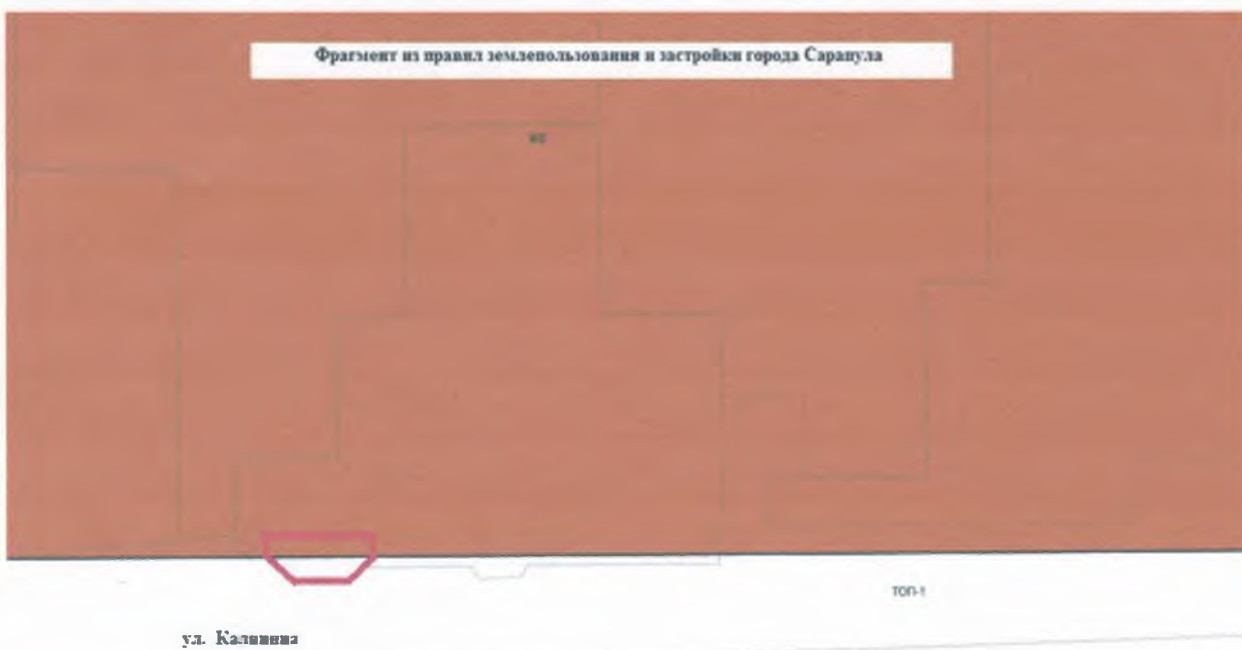 Фрагмент из правил землепользования и застройки города Сарапула
ТОП-1
ул. Калинина